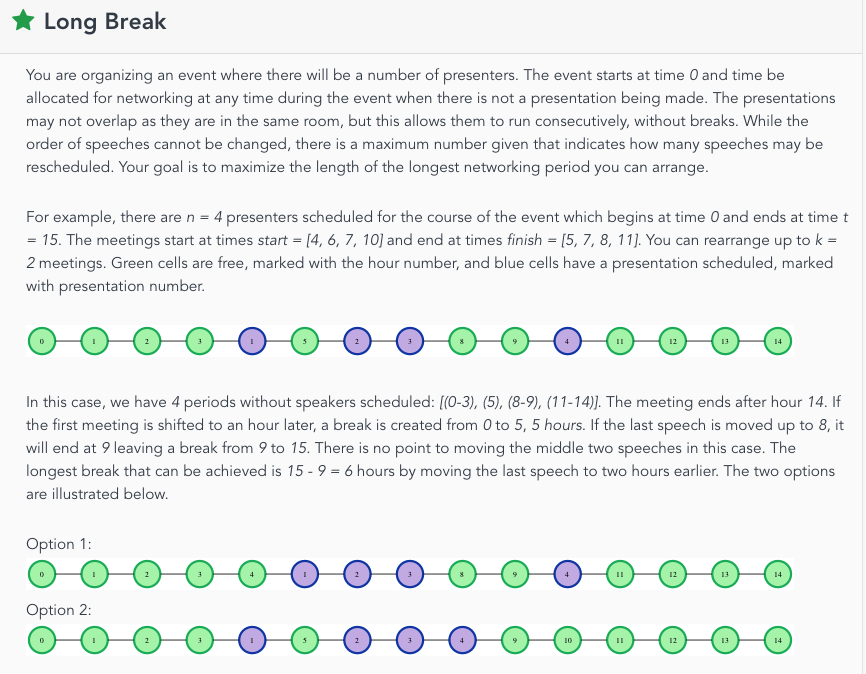 Long Break
You are organizing an event where there will be a number of presenters. The event starts at time 0 and time be
allocated for networking at any time during the event when there is not a presentation being made. The presentations
may not overlap as they are in the same room, but this allows them to run consecutively, without breaks. While the
order of speeches cannot be changed, there is a maximum number given that indicates how many speeches may be
rescheduled. Your goal is to maximize the length of the longest networking period you can arrange.
For example, there are n = 4 presenters scheduled for the course of the event which begins at time 0 and ends at time t
= 15. The meetings start at times start = [4, 6, 7, 10] and end at times finish = [5, 7, 8, 11]. You can rearrange up to k =
2 meetings. Green cells are free, marked with the hour number, and blue cells have a presentation scheduled, marked
with presentation number.
0 1 2 3 1 5 2 3 8 9 4 11 12 13 14
In this case, we have 4 periods without speakers scheduled: [(0-3), (5), (8-9), (11-14)]. The meeting ends after hour 14. If
the first meeting is shifted to an hour later, a break is created from 0 to 5, 5 hours. If the last speech is moved up to 8, it
will end at 9 leaving a break from 9 to 15. There is no point to moving the middle two speeches in this case. The
longest break that can be achieved is 15 - 9 = 6 hours by moving the last speech to two hours earlier. The two options
are illustrated below.
Option 1:
0 1 2 3 4 1 2 3 8 9 4 11 12 13 14
Option 2:
0 1 2 3 1 5 2 3 4 9 10 11 12 13 14